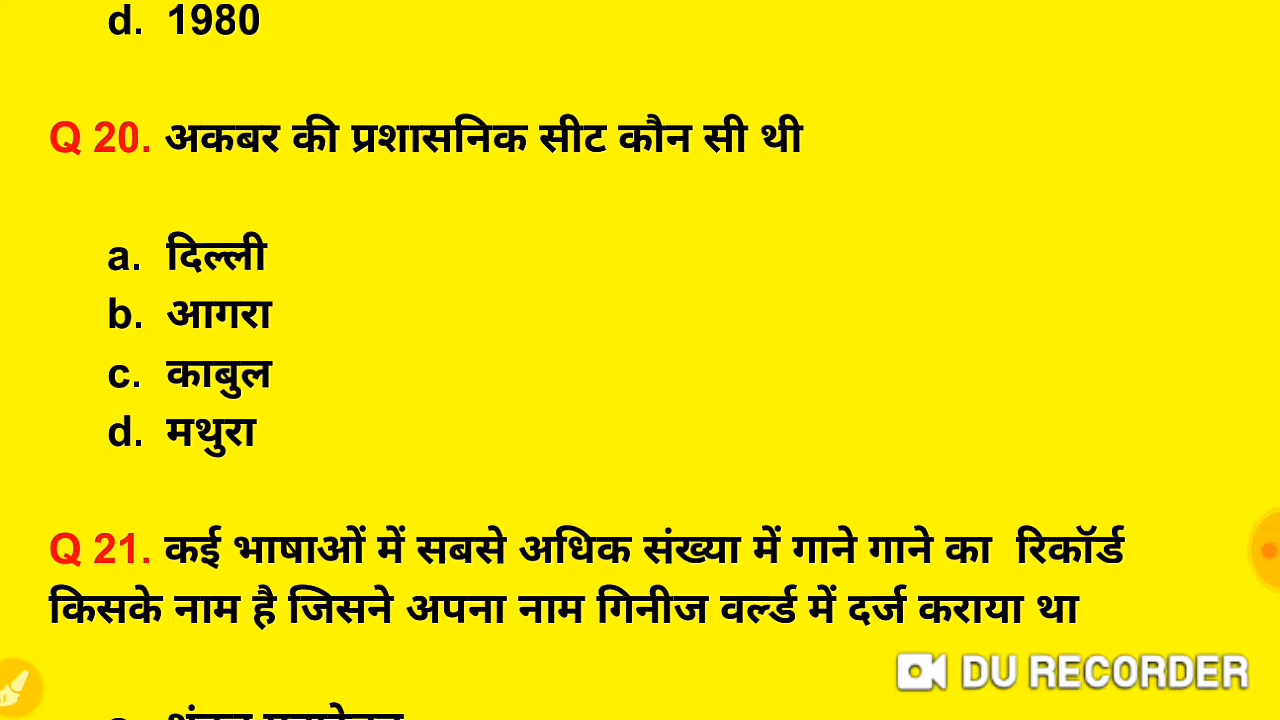 d. 1980
Q 20. अकबर की प्रशासनिक सीट कौन सी थी
a. दिल्ली
b. आगरा
c. काबुल
d. मथुरा
Q 21. कई भाषाओं में सबसे अधिक संख्या में गाने गाने का रिकॉर्ड
किसके नाम है जिसने अपना नाम गिनीज वर्ल्ड में दर्ज कराया था
DU RECORDER